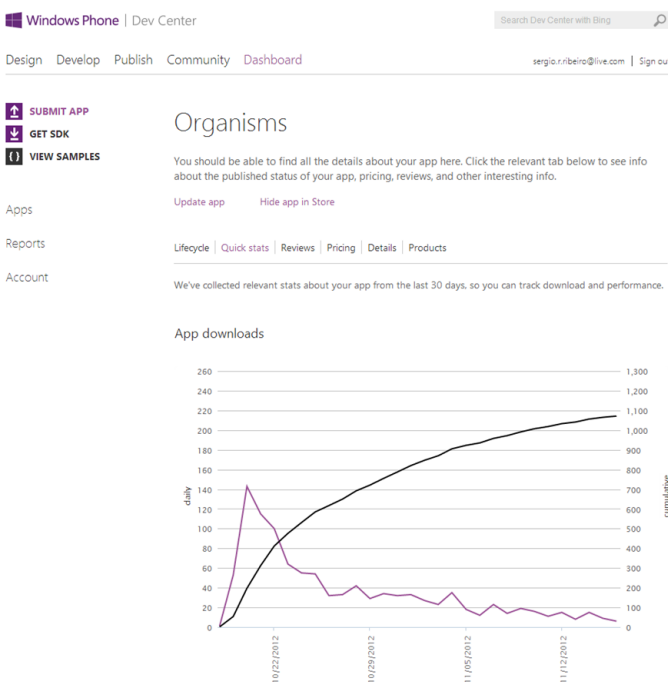 Windows Phone | Dev Center
Search Dev Center with Bing
Design Develop Publish Community Dashboard
sergio.r.ribeiro@live.com | Sign ou
SUBMIT APP
GET SDK
VIEW SAMPLES
Apps
Reports
Account
Organisms
You should be able to find all the details about your app here. Click the relevant tab below to see info
about the published status of your app, pricing, reviews, and other interesting info.
Update app Hide app in Store
Lifecycle Quick stats Reviews Pricing Details Products
We've collected relevant stats about your app from the last 30 days, so you can track download and performance.
App downloads
260 1,300
240 1,200
220 1,100
200 1,000
180 900
160 800
140 700
120 600
100 500
80 400
60 300
40 200
20 100
0 0
daily
cumulative
10/22/2012 10/29/2012 11/05/2012 11/12/2012